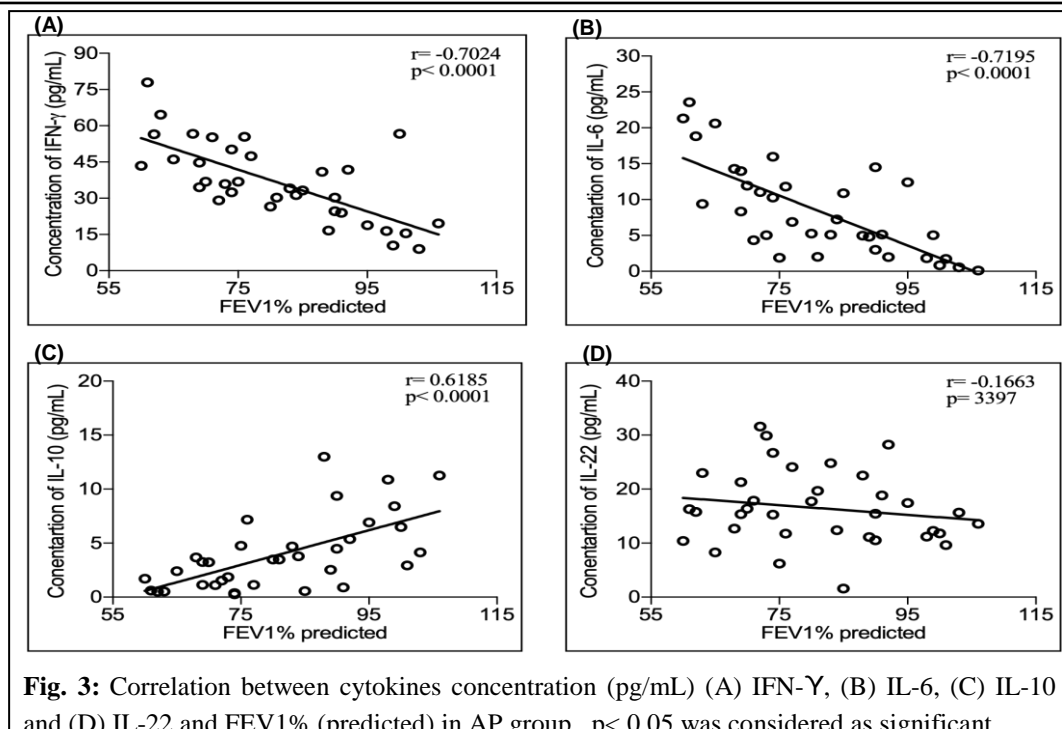 (A)
r= -0.7024
p< 0.0001
Concentration of IFN-γ (pg/mL)
90
75
60
45
30
15
0
55 75 95 115
FEV1% predicted
(B)
r= -0.7195
p< 0.0001
Conentartion of IL-6 (pg/mL)
30
25
20
15
10
5
0
55 75 95 115
FEV1% predicted
(C)
r= 0.6185
p< 0.0001
Conentartion of IL-10 (pg/mL)
20
15
10
5
0
55 75 95 115
FEV1% predicted
(D)
r= -0.1663
p= 3397
Conentartion of IL-22 (pg/mL)
40
30
20
10
0
55 75 95 115
FEV1% predicted
Fig. 3: Correlation between cytokines concentration (pg/mL) (A) IFN-ϒ, (B) IL-6, (C) IL-10
and (D) IL-22 and FEV1% (predicted) in AP group. p< 0.05 was considered as significant